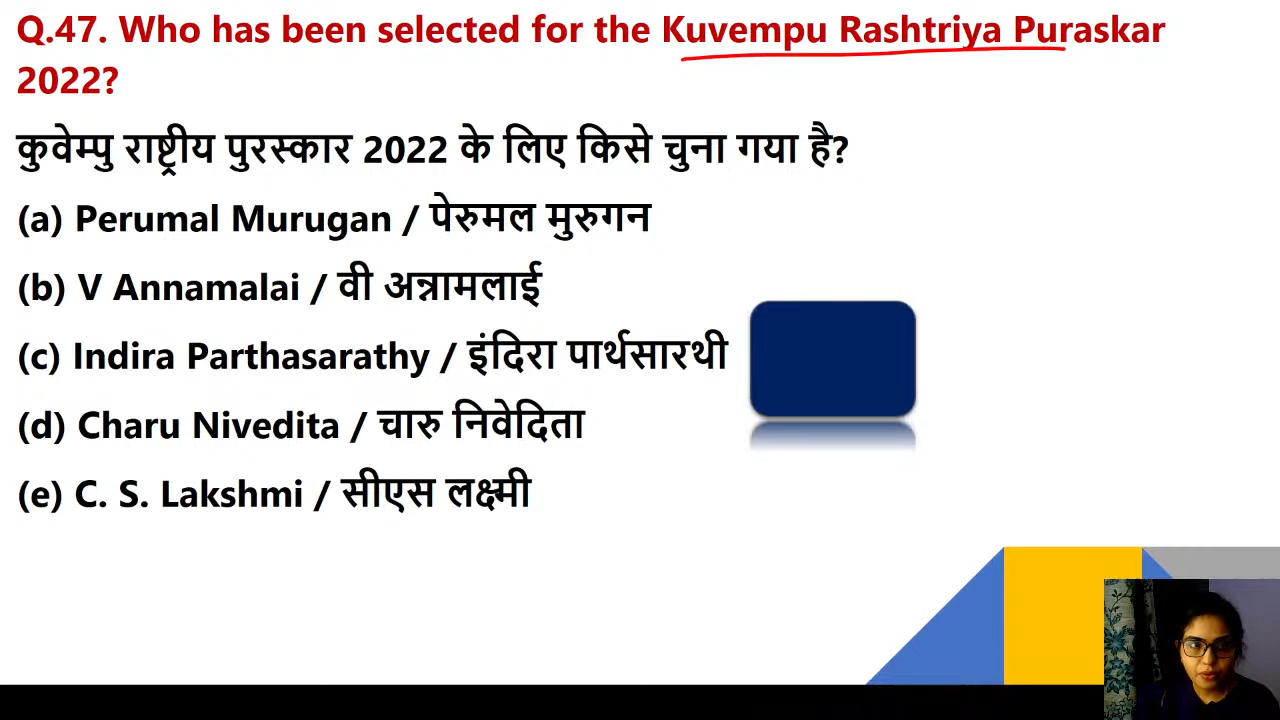 Q.47. Who has been selected for the Kuvempu Rashtriya Puraskar
2022?
कुवेम्पु राष्ट्रीय पुरस्कार 2022 के लिए किसे चुना गया है?
(a) Perumal Murugan / पेरुमल मुरुगन
(b) V Annamalai / वी अन्नामलाई
(c) Indira Parthasarathy / इंदिरा पार्थसारथी
(d) Charu Nivedita / चारु निवेदिता
(e) C. S. Lakshmi / सीएस लक्ष्मी